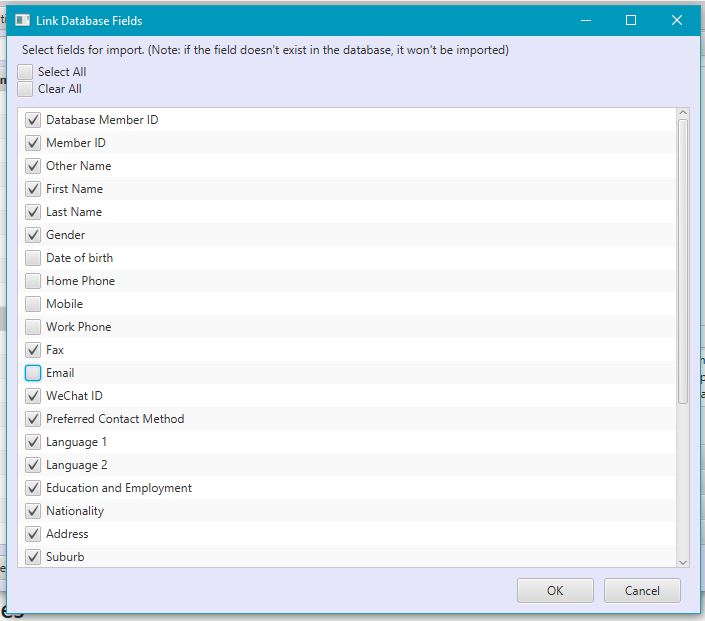 Link Database Fields
Select fields for import. (Note: if the field doesn't exist in the database, it won't be imported)
Select All
Clear All
Database Member ID
Member ID
Other Name
First Name
Last Name
Gender
Date of birth
Home Phone
Mobile
Work Phone
Fax
Email
WeChat ID
Preferred Contact Method
Language 1
Language 2
Education and Employment
Nationality
Address
Suburb
OK Cancel